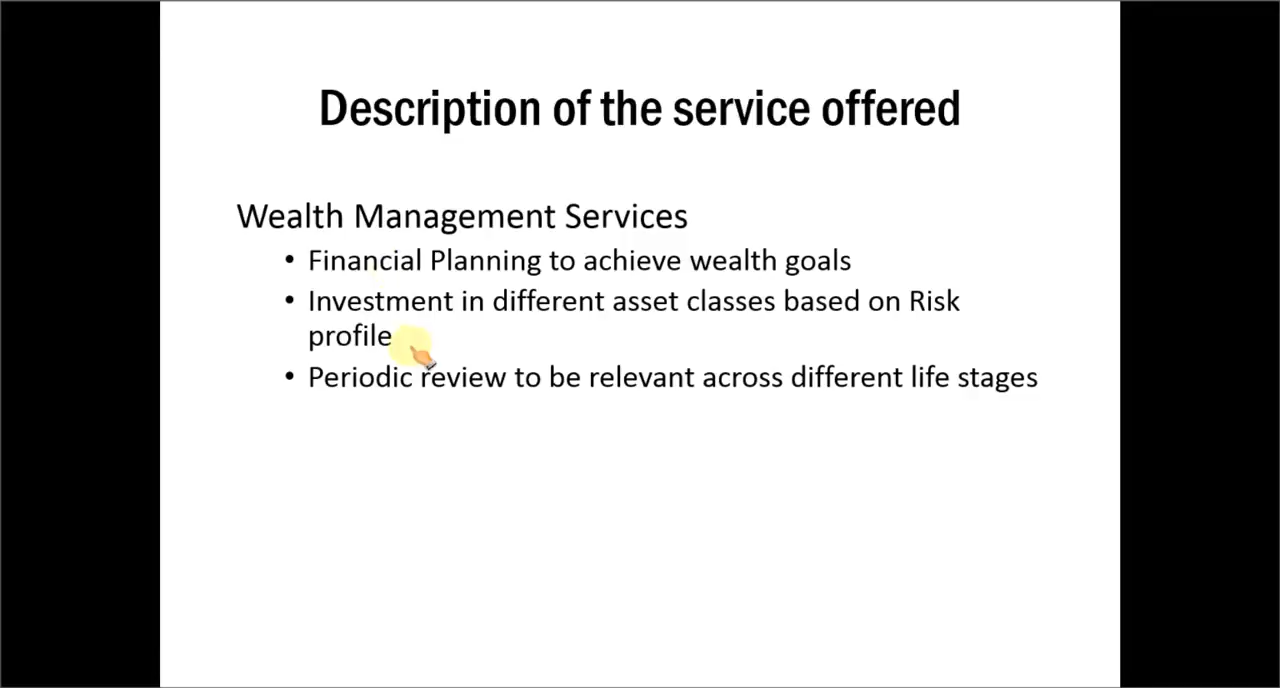 Description of the service offered
Wealth Management Services
• Financial Planning to achieve wealth goals
• Investment in different asset classes based on Risk
profile
• Periodic review to be relevant across different life stages